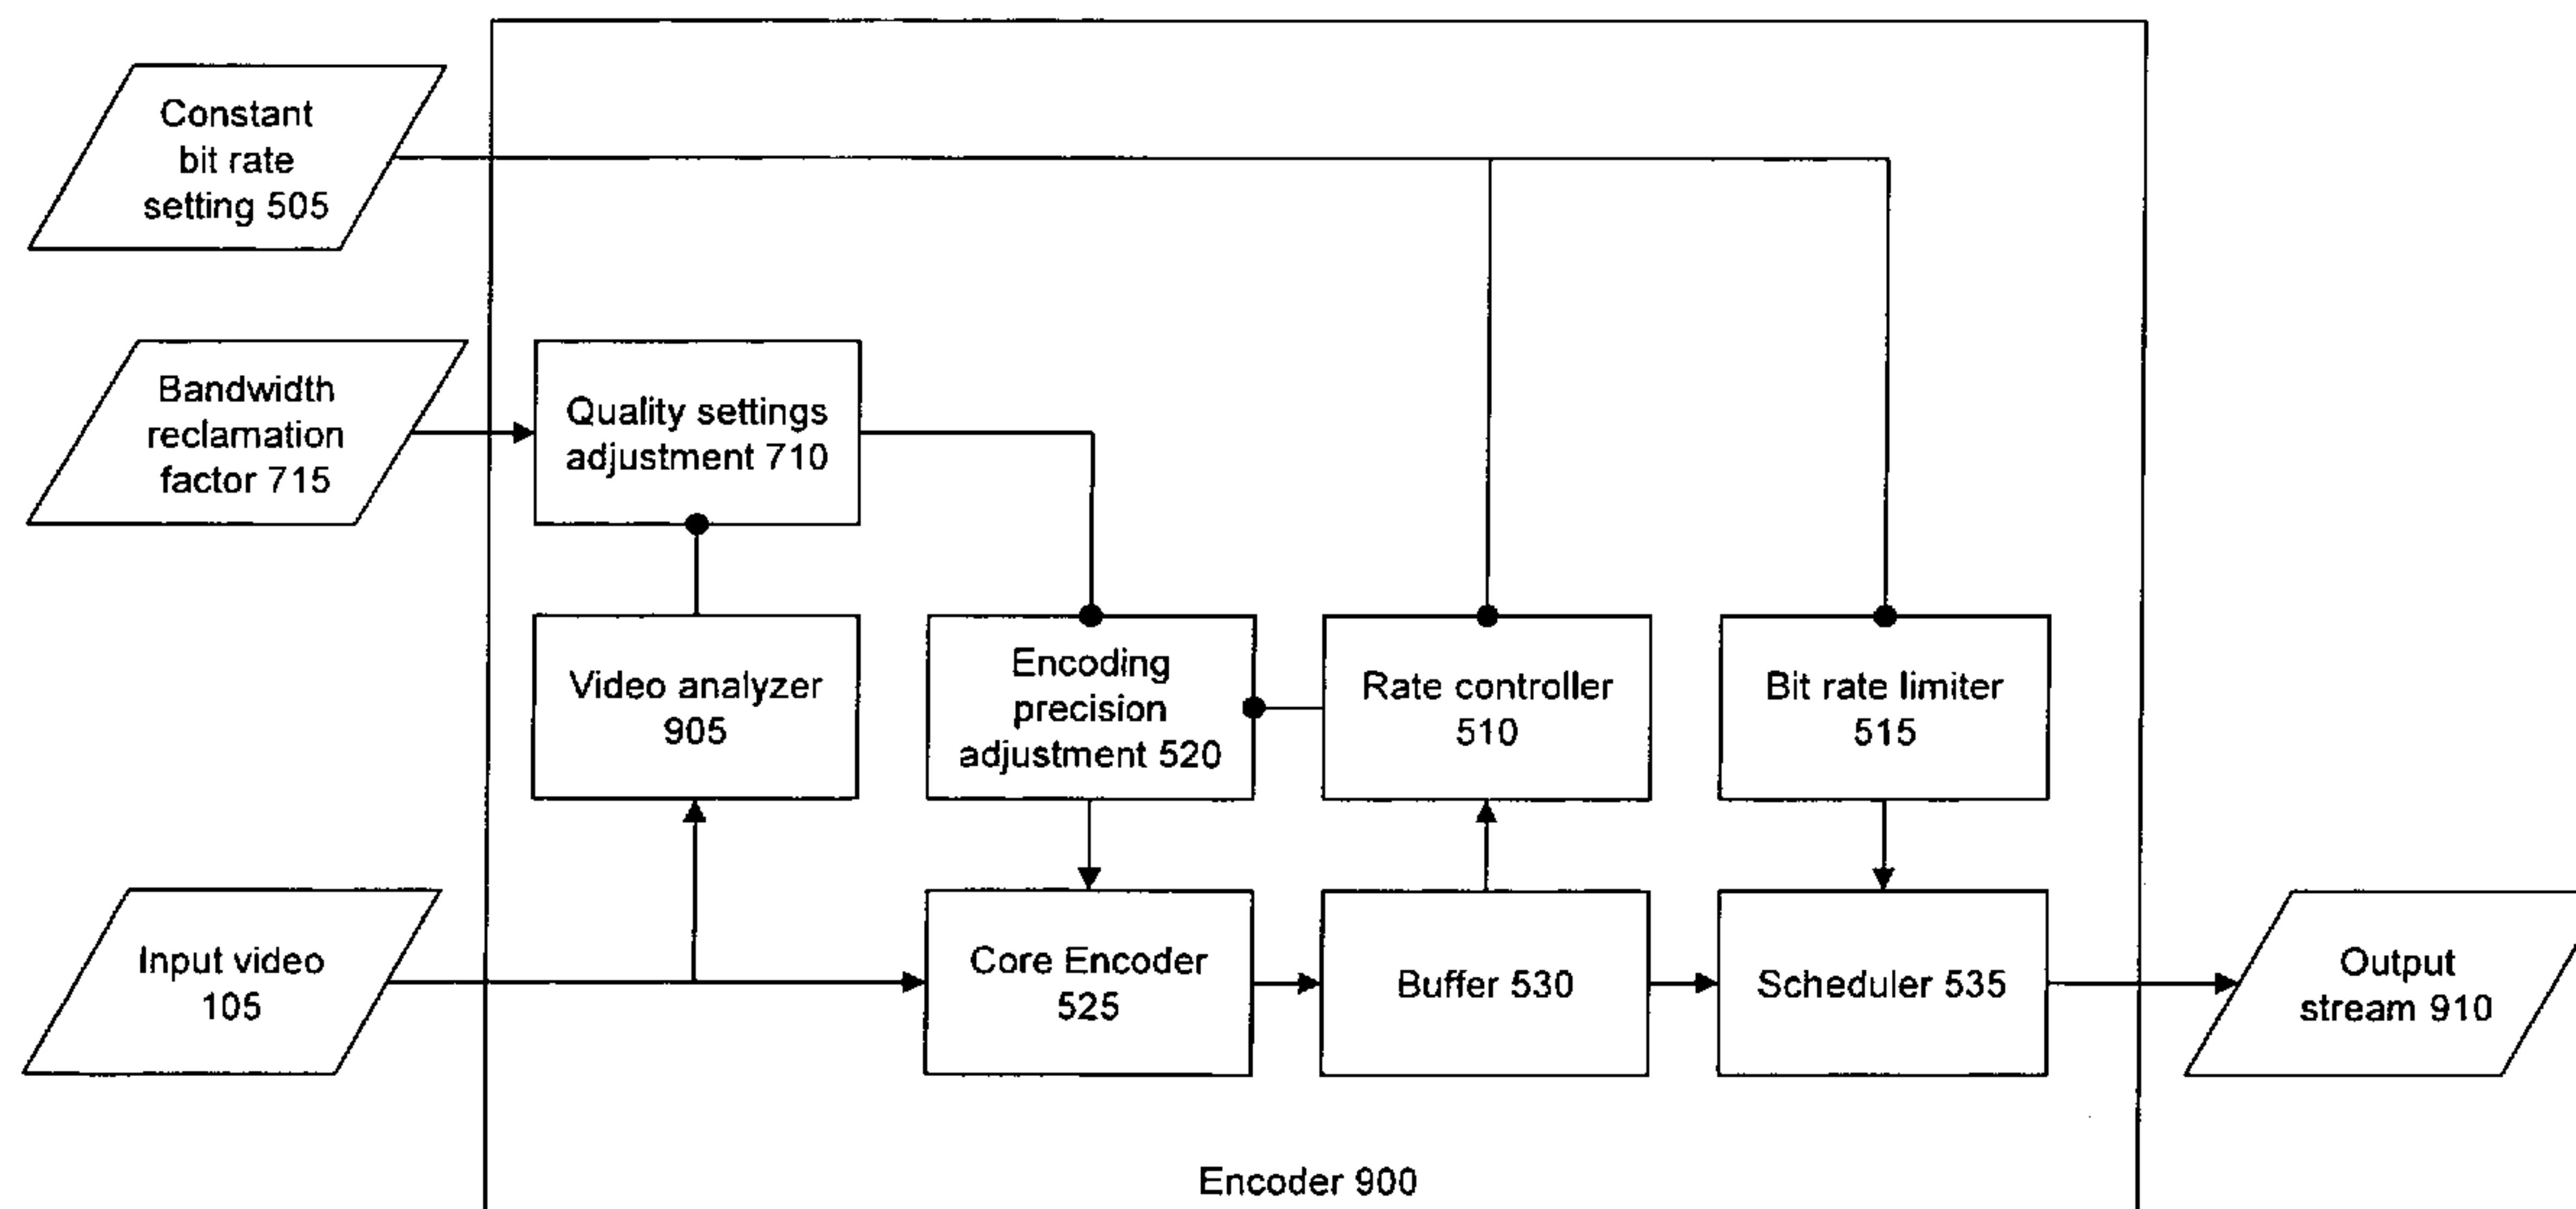 Constant
bit rate
setting 505
Bandwidth
reclamation
factor 715
Quality settings
adjustment 710
Video analyzer
905
Encoding
precision
adjustment 520
Rate controller
510
Bit rate limiter
515
Input video
105
Core Encoder
525
Buffer 530
Scheduler 535
Output
stream 910
Encoder 900